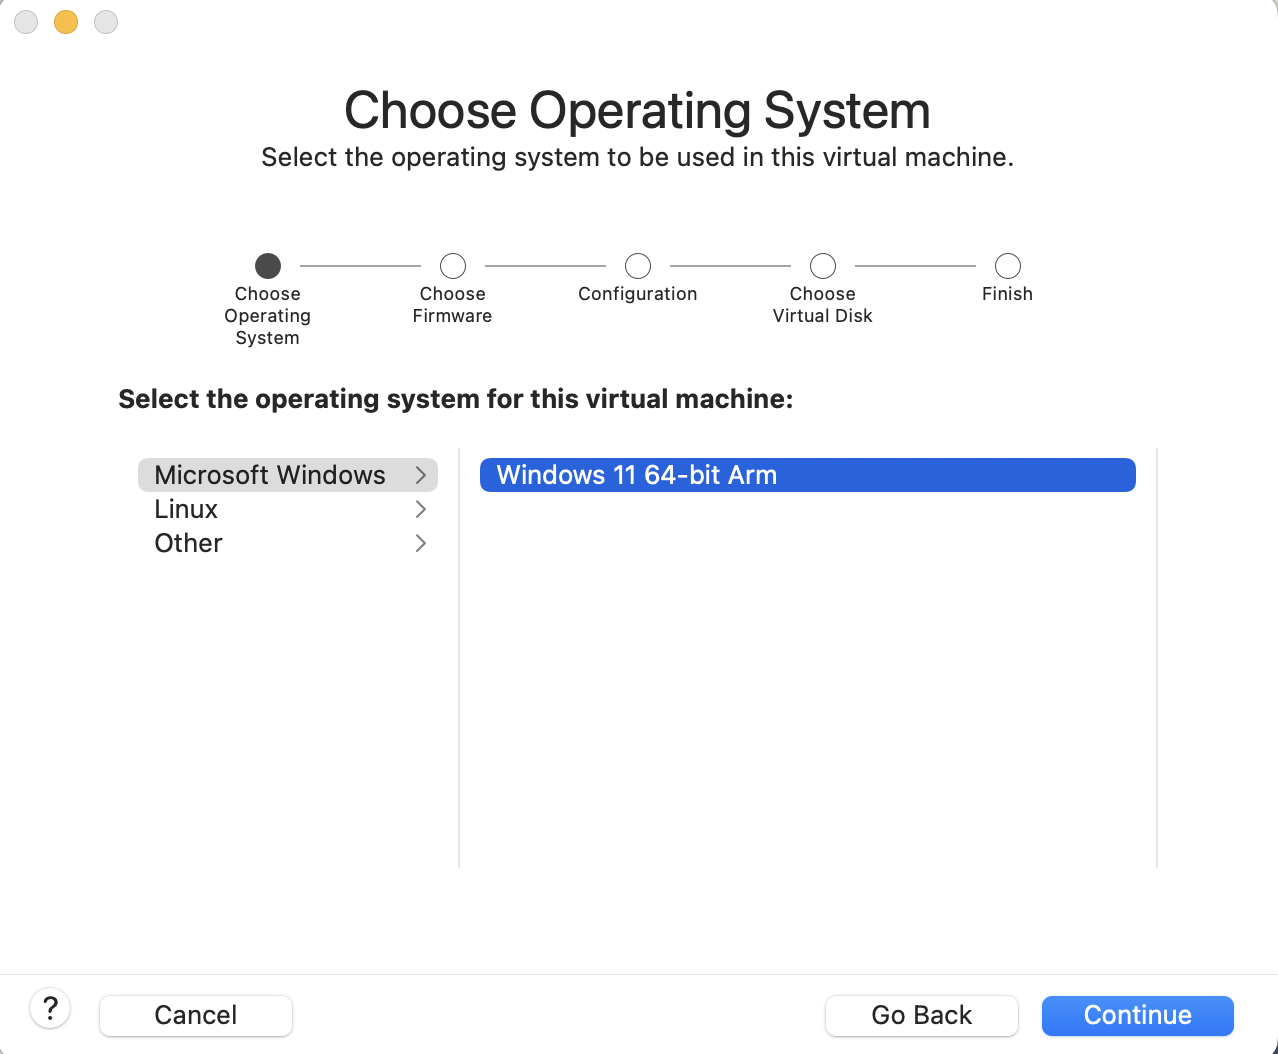 Choose Operating System
Select the operating system to be used in this virtual machine.
Choose
Operating
System
Choose
Firmware
Configuration
Choose
Virtual Disk
Finish
Select the operating system for this virtual machine:
Microsoft Windows
Linux
Other
Windows 11 64-bit Arm
?
Cancel
Go Back
Continue